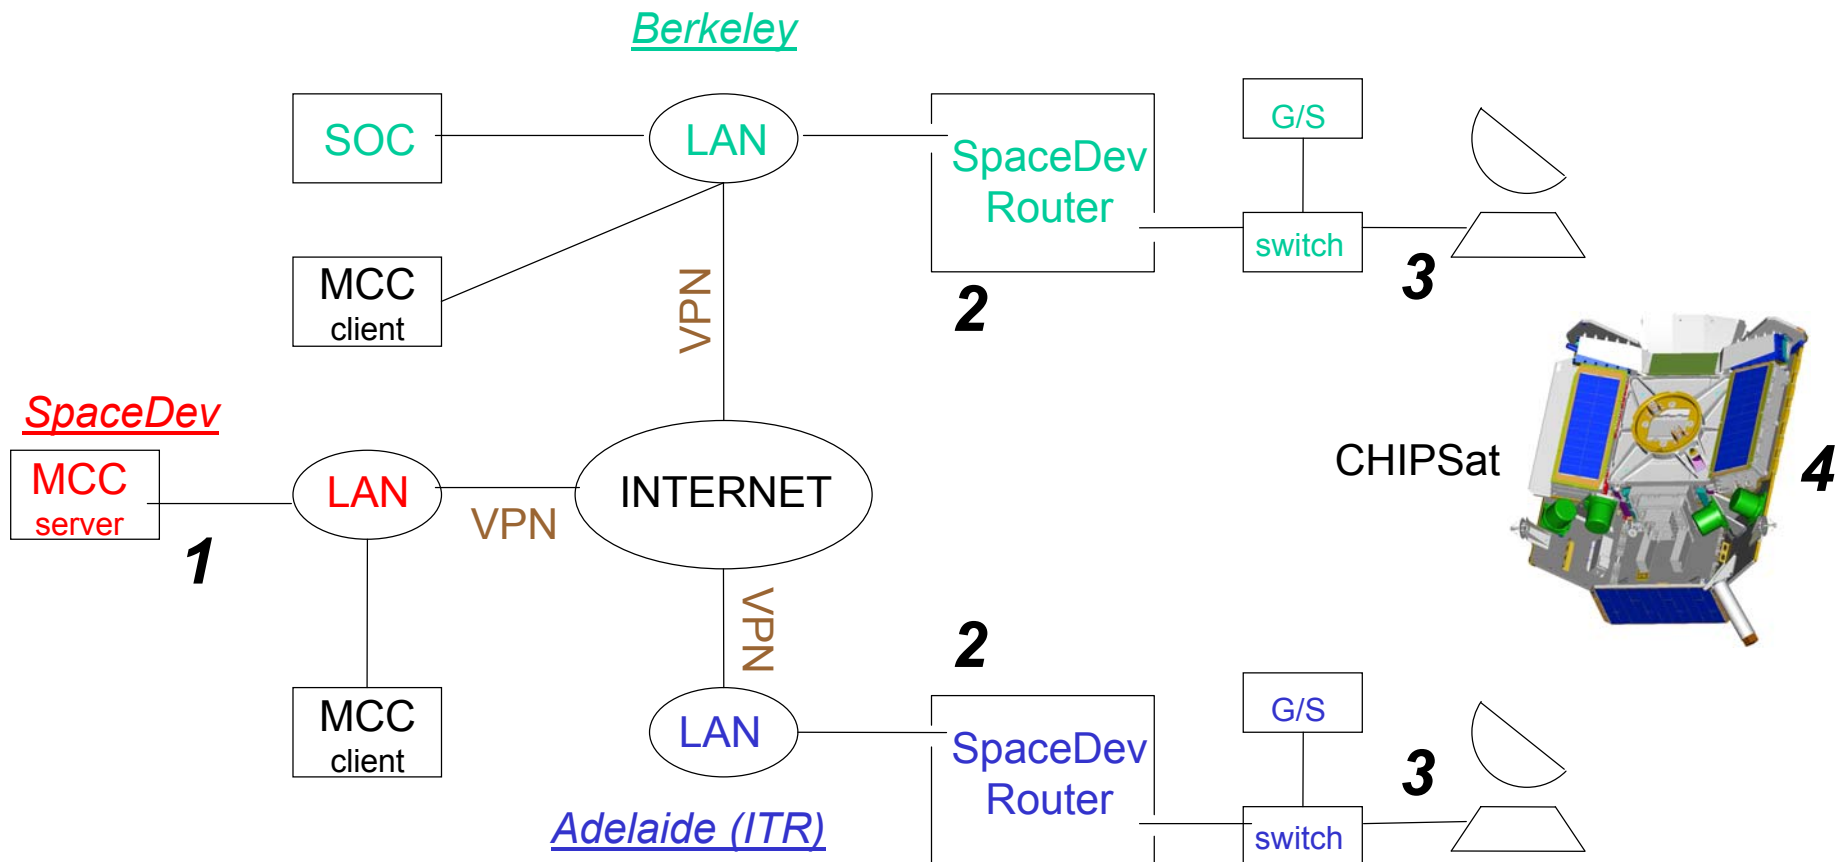 Berkeley
SOC
LAN
SpaceDev
Router
G/S
switch
3
MCC
client
VPN
2
SpaceDev
MCC
server
1
LAN
VPN
INTERNET
CHIPSat
4
VPN
MCC
client
LAN
2
SpaceDev
Router
G/S
switch
3
Adelaide (ITR)